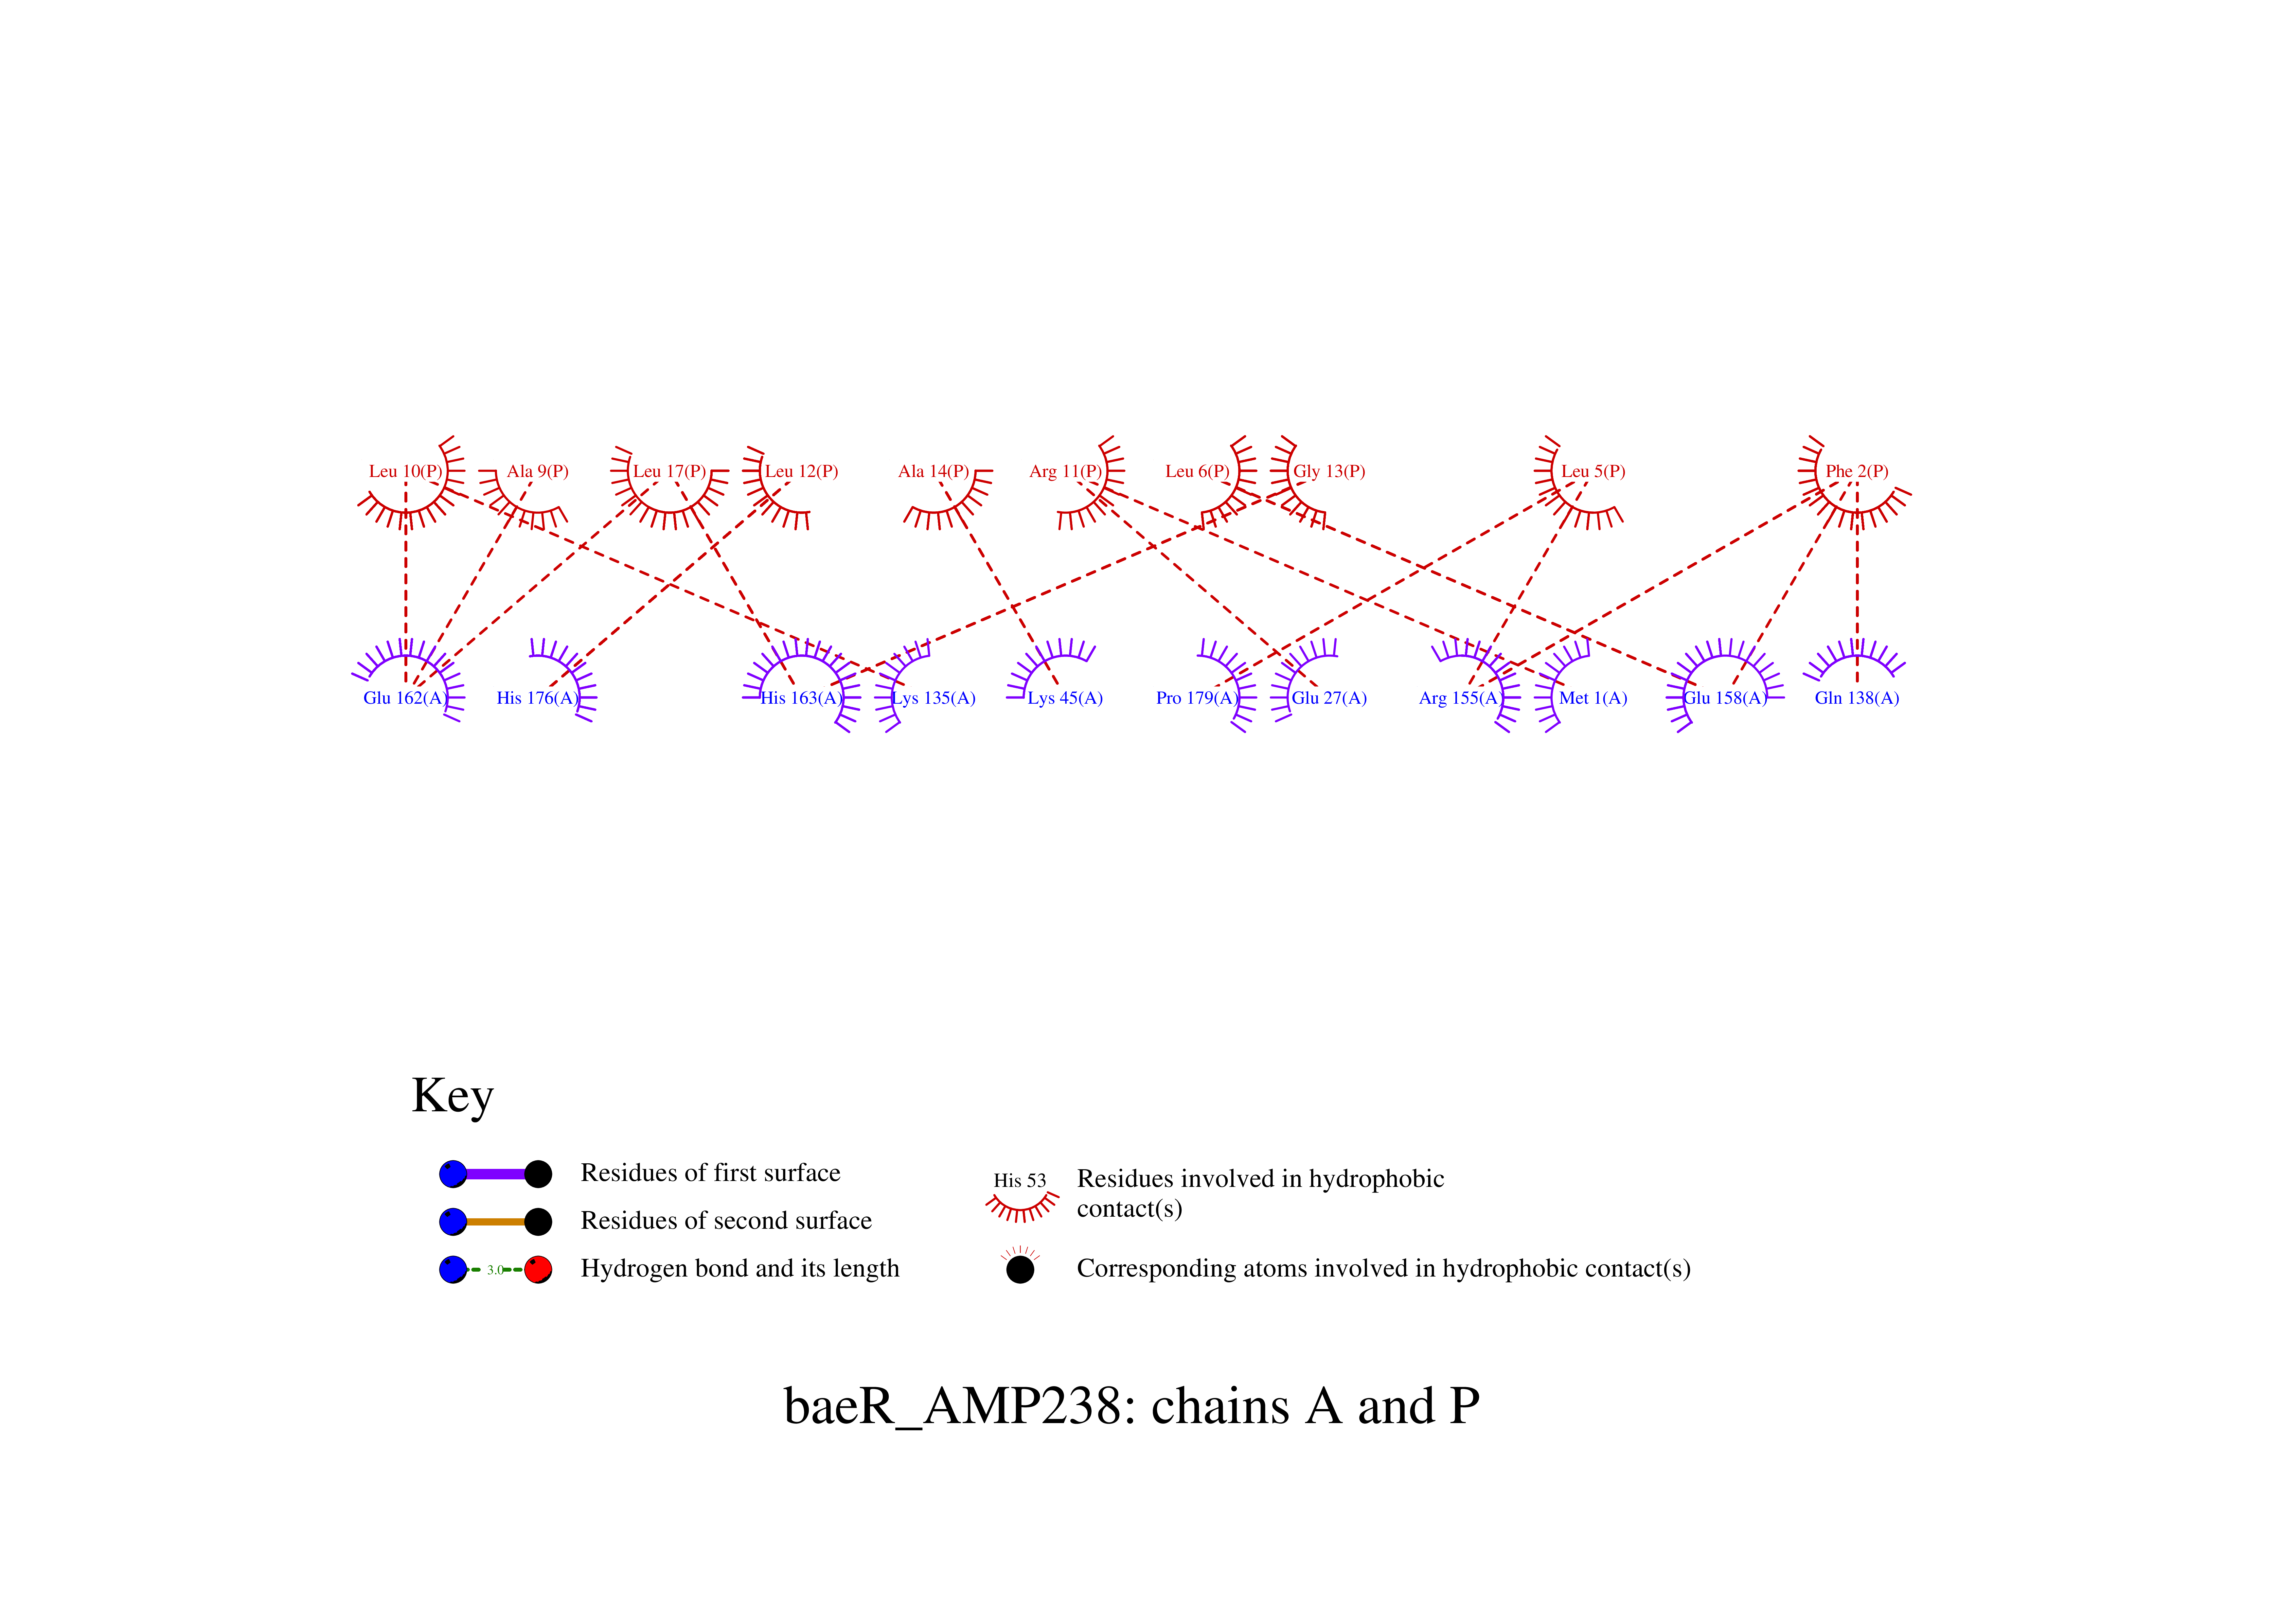 Leu 10(P) Ala 9(P) Leu 17(P) Leu 12(P) Ala 14(P) Arg 11(P) Leu 6(P) Gly 13(P) Leu 5(P) Phe 2(P)
Glu 162(A) His 176(A) His 163(A) Lys 135(A) Lys 45(A) Pro 179(A) Glu 27(A) Arg 155(A) Met 1(A) Glu 158(A) Gln 138(A)
Key
Residues of first surface
Residues of second surface
3.0 Hydrogen bond and its length
His 53 Residues involved in hydrophobic
contact(s)
Corresponding atoms involved in hydrophobic contact(s)
baeR_AMP238: chains A and P